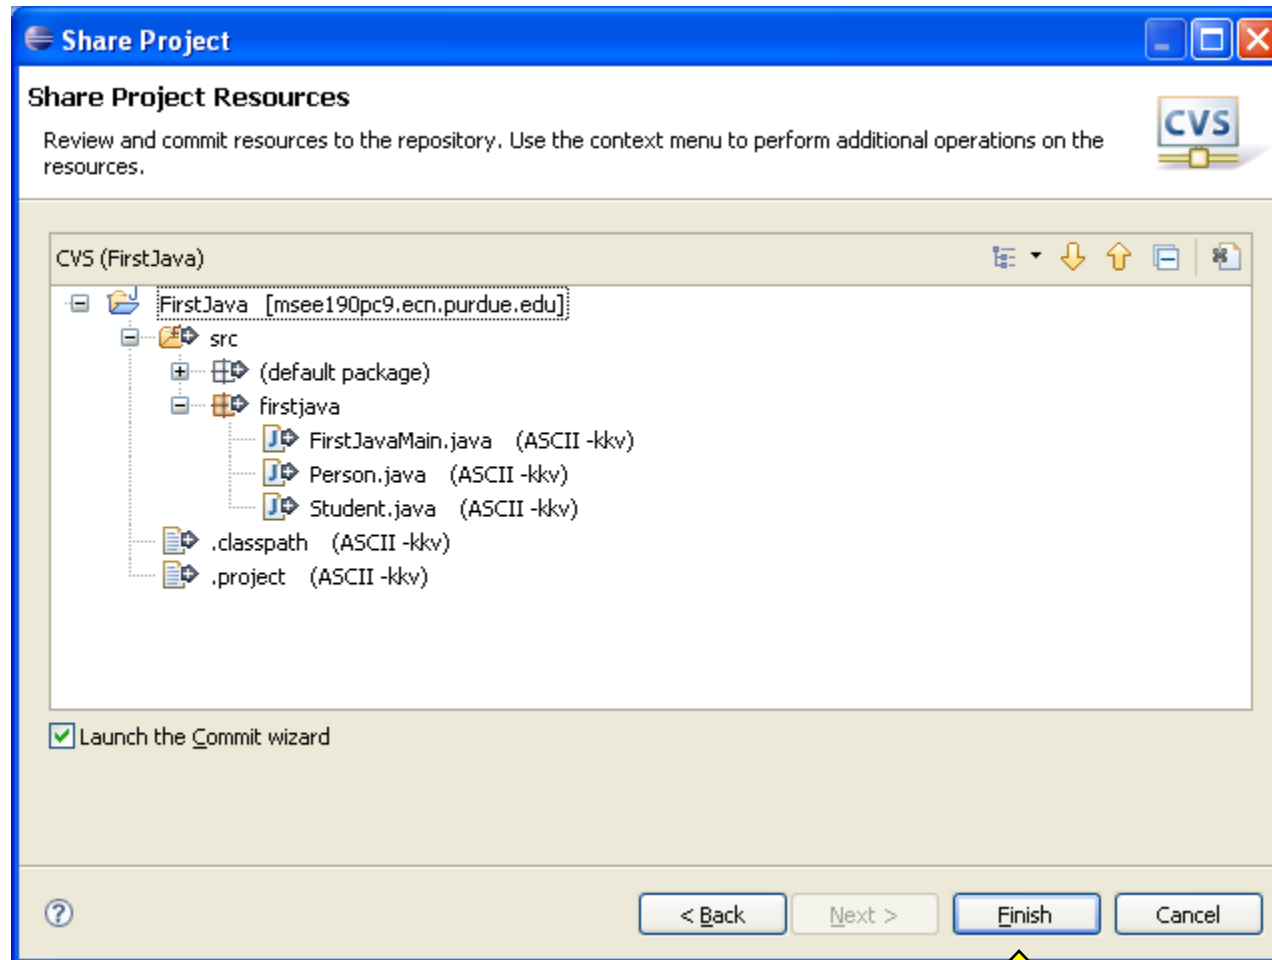 Share Project
Share Project Resources
Review and commit resources to the repository. Use the context menu to perform additional operations on the
resources.
CVS
CVS (FirstJava)
FirstJava [msee190pc9.ecn.purdue.edu]
src
(default package)
firstjava
FirstJavaMain.java (ASCII -kkv)
Person.java (ASCII -kkv)
Student.java (ASCII -kkv)
.classpath (ASCII -kkv)
.project (ASCII -kkv)
Launch the Commit wizard
< Back Next > Finish Cancel